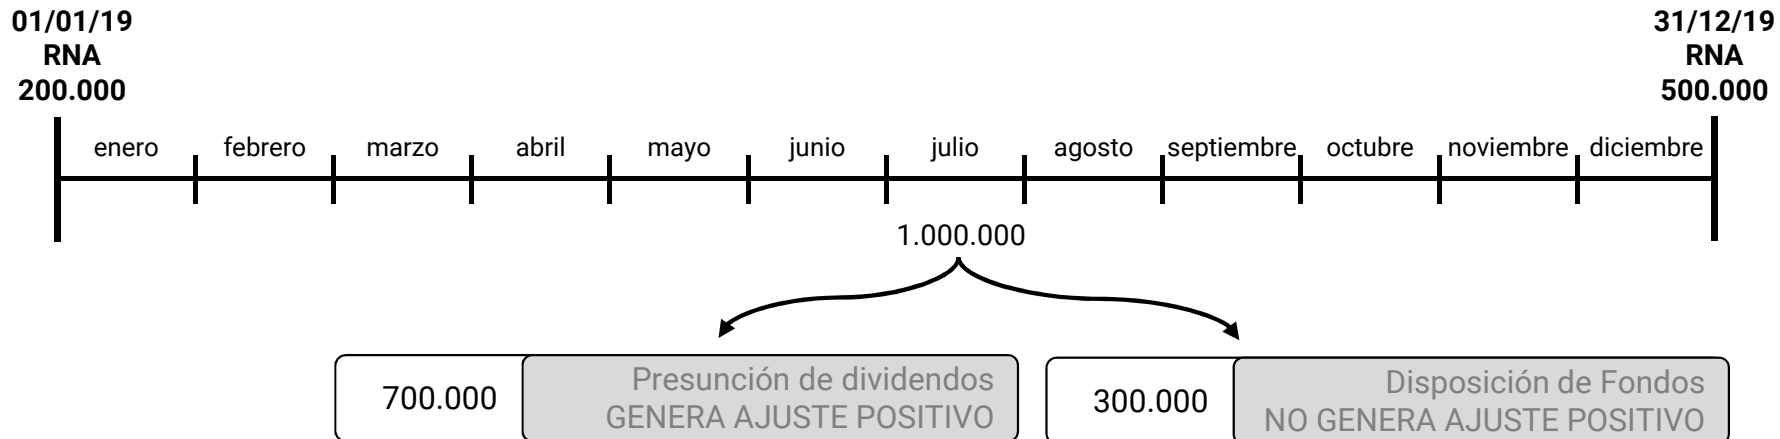 01/01/19
RNA
200.000
31/12/19
RNA
500.000
enero febrero marzo abril mayo junio julio agosto septiembre octubre noviembre diciembre
1.000.000
700.000
Presunción de dividendos
GENERA AJUSTE POSITIVO
300.000
Disposición de Fondos
NO GENERA AJUSTE POSITIVO